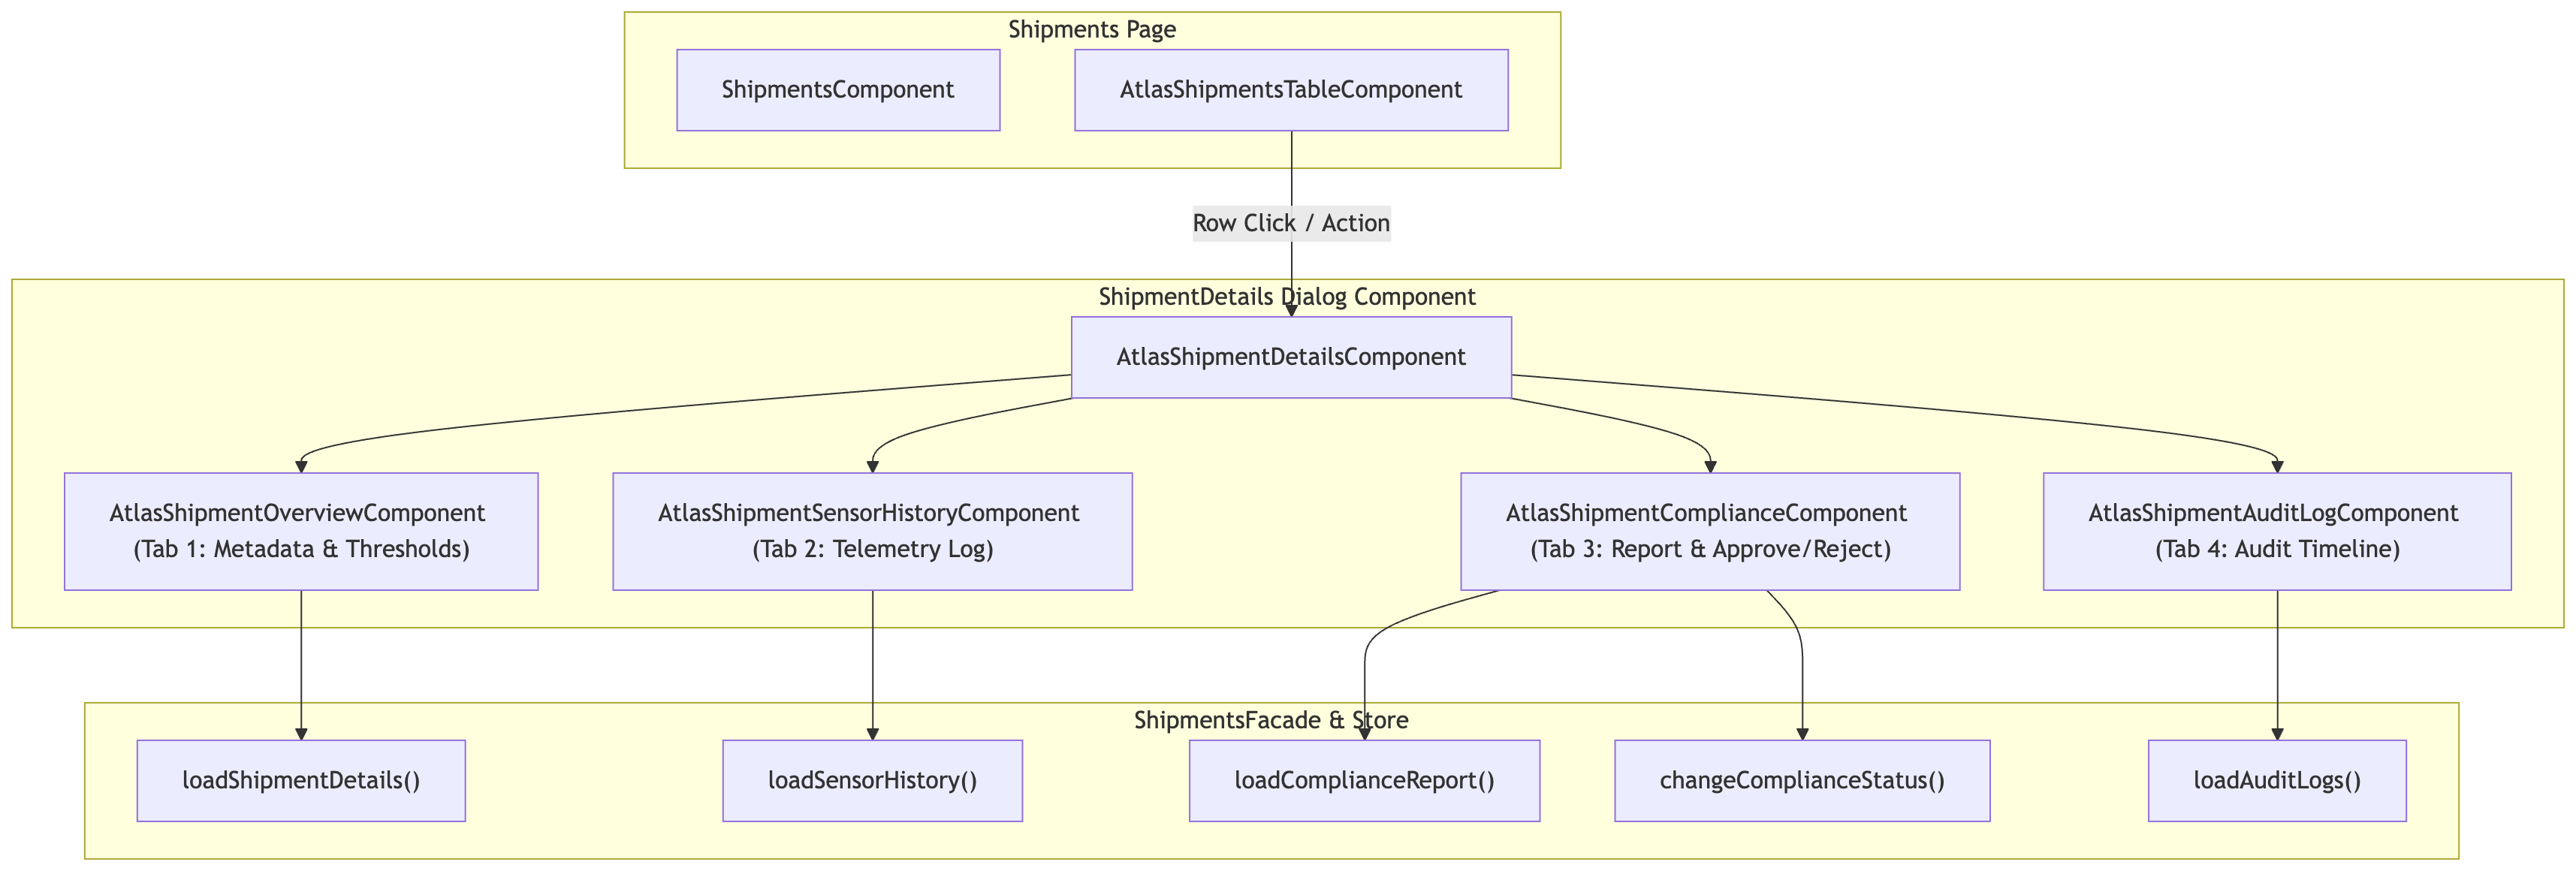 Shipments Page
ShipmentsComponent
AtlasShipmentsTableComponent
Row Click / Action
ShipmentDetails Dialog Component
AtlasShipmentDetailsComponent
AtlasShipmentOverviewComponent
(Tab 1: Metadata & Thresholds)
AtlasShipmentSensorHistoryComponent
(Tab 2: Telemetry Log)
AtlasShipmentComplianceComponent
(Tab 3: Report & Approve/Reject)
AtlasShipmentAuditLogComponent
(Tab 4: Audit Timeline)
ShipmentsFacade & Store
loadShipmentDetails()
loadSensorHistory()
loadComplianceReport()
changeComplianceStatus()
loadAuditLogs()